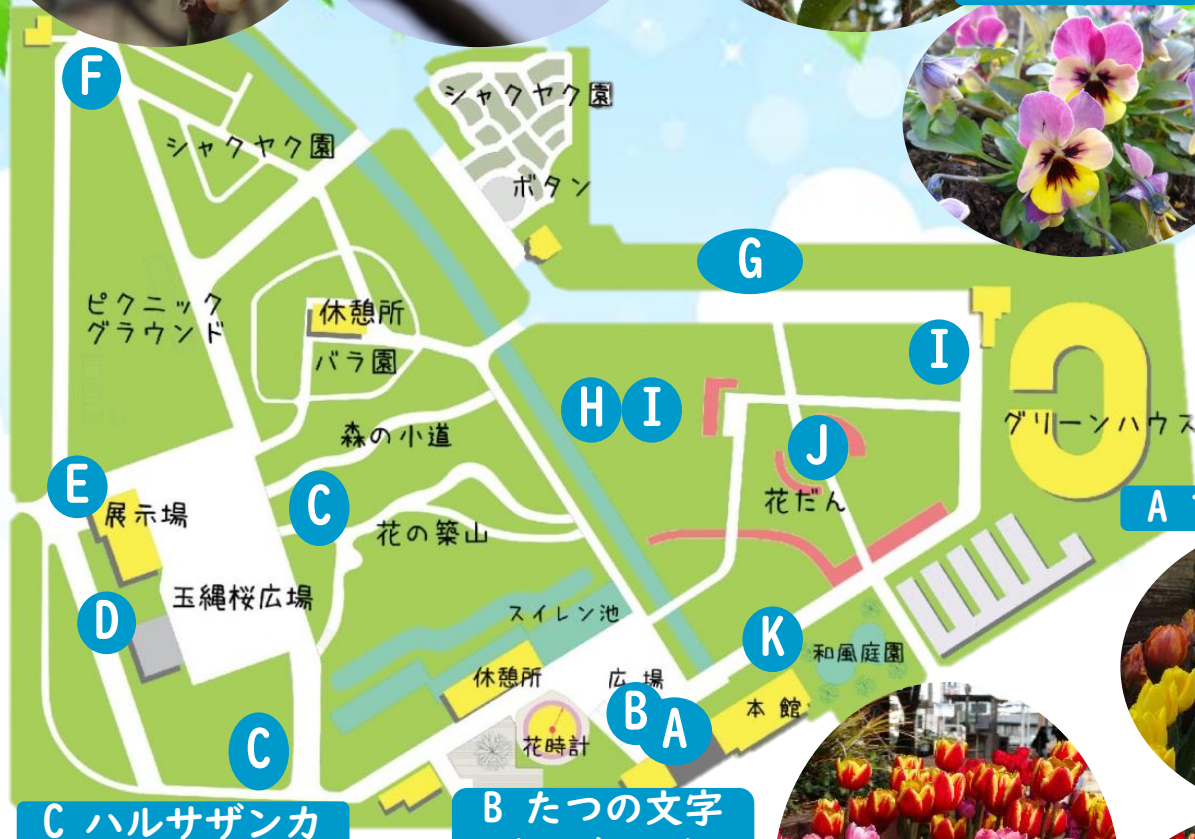 F
シャクヤク園
シャクヤク園
ボタン
G
ピクニック
グラウンド
休憩所
バラ園
I
H I
グリーンハウス
森の小道
J
E
展示場
C
花の築山
花だん
A
玉縄桜広場
D
スイレン池
K
和風庭園
休憩所
広場
本館
B
A
花時計
C
C ハルサザンカ
B たつの文字